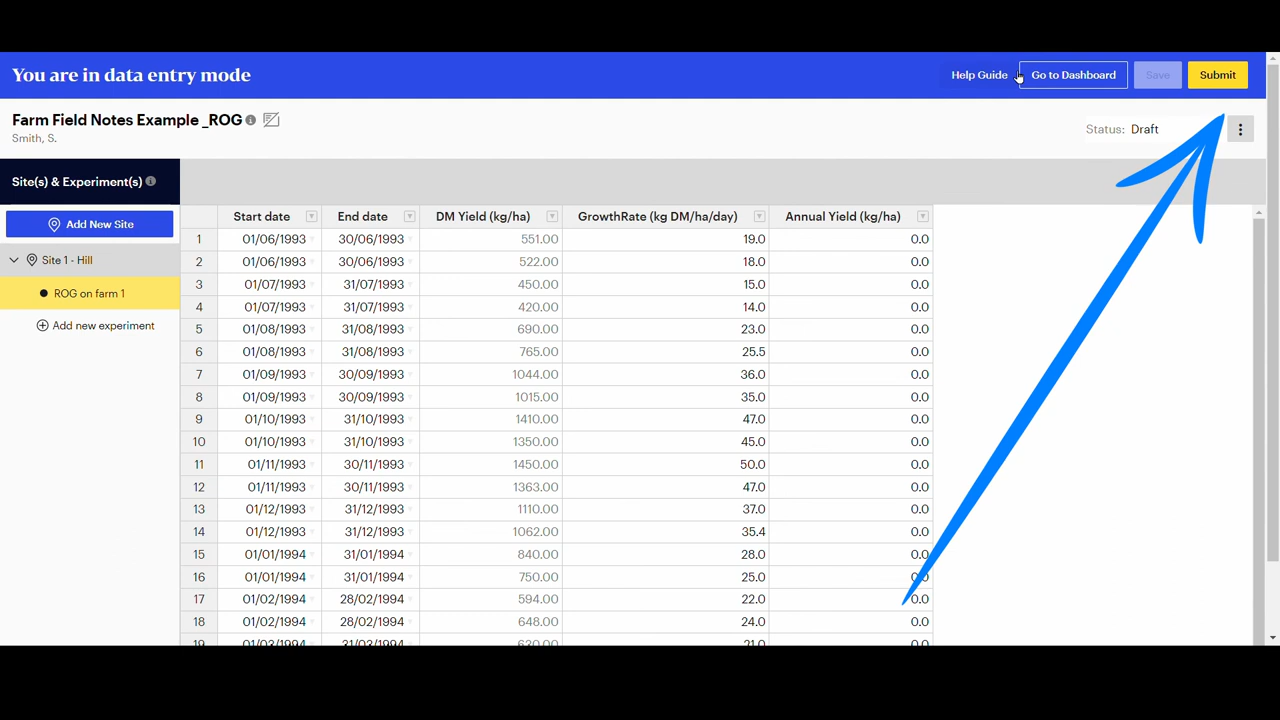 You are in data entry mode
Help Guide Go to Dashboard Save Submit
Farm Field Notes Example _ROG
Smith, S.
Status: Draft
Site(s) & Experiment(s)
Add New Site
Site 1 - Hill
ROG on farm 1
Add new experiment
Start date End date DM Yield (kg/ha) GrowthRate (kg DM/ha/day) Annual Yield (kg/ha)
1 01/06/1993 30/06/1993 551.00 19.0 0.0
2 01/06/1993 30/06/1993 522.00 18.0 0.0
3 01/07/1993 31/07/1993 450.00 15.0 0.0
4 01/07/1993 31/07/1993 420.00 14.0 0.0
5 01/08/1993 31/08/1993 690.00 23.0 0.0
6 01/08/1993 31/08/1993 765.00 25.5 0.0
7 01/09/1993 30/09/1993 1044.00 36.0 0.0
8 01/09/1993 30/09/1993 1015.00 35.0 0.0
9 01/10/1993 31/10/1993 1410.00 47.0 0.0
10 01/10/1993 31/10/1993 1350.00 45.0 0.0
11 01/11/1993 30/11/1993 1450.00 50.0 0.0
12 01/11/1993 30/11/1993 1363.00 47.0 0.0
13 01/12/1993 31/12/1993 1110.00 37.0 0.0
14 01/12/1993 31/12/1993 1062.00 35.4 0.0
15 01/01/1994 31/01/1994 840.00 28.0 0.0
16 01/01/1994 31/01/1994 750.00 25.0 0.0
17 01/02/1994 28/02/1994 594.00 22.0 0.0
18 01/02/1994 28/02/1994 648.00 24.0 0.0
19 01/03/1994 31/03/1994 630.00 21.0 0.0